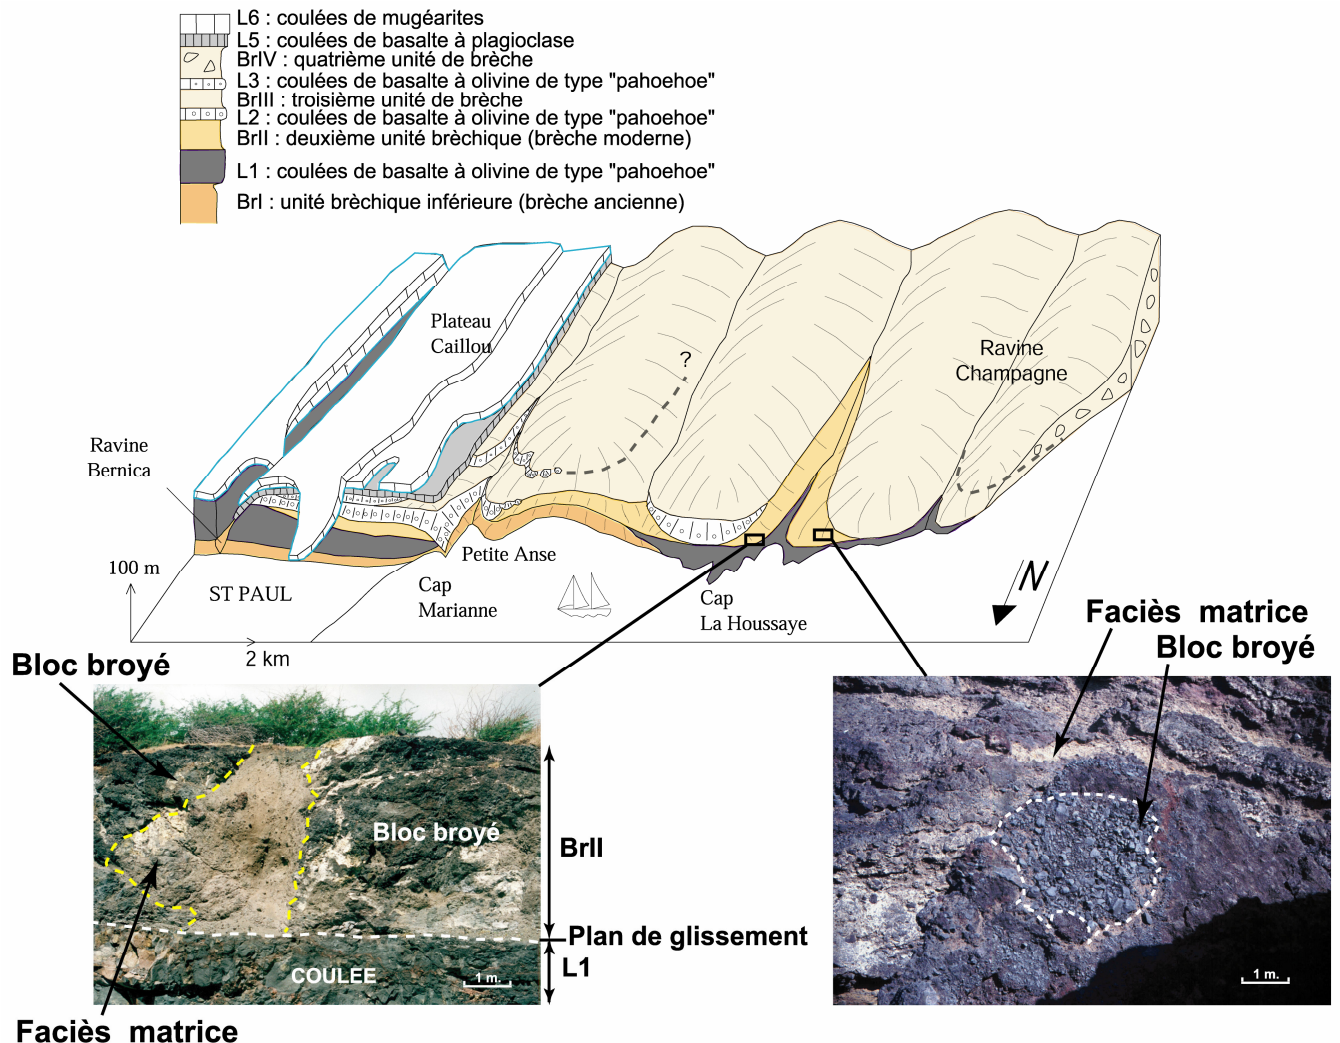 L6 : coulées de mugéarites
L5 : coulées de basalte à plagioclase
BrIV : quatrième unité de brèche
L3 : coulées de basalte à olivine de type "pahoehoe"
BrIII : troisième unité de brèche
L2 : coulées de basalte à olivine de type "pahoehoe"
BrII : deuxième unité brèchique (brèche moderne)
L1 : coulées de basalte à olivine de type "pahoehoe"
BrI : unité brèchique inférieure (brèche ancienne)
Plateau
Caillou
?
Ravine
Champagne
Ravine
Bernica
100 m
ST PAUL
Petite Anse
Cap
Marianne
Cap
La Houssaye
N
2 km
Faciès matrice
Bloc broyé
Bloc broyé
Bloc broyé
BrII
Plan de glissement
L1
COULEE
1 m.
1 m.
Faciès matrice